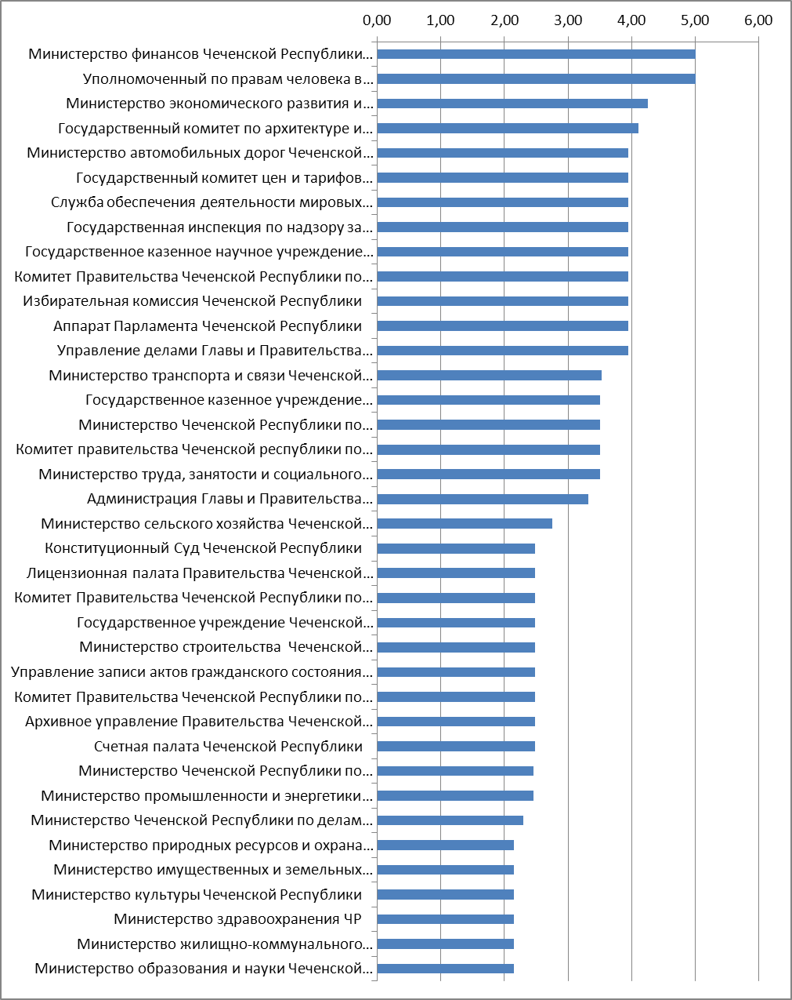 0,00 1,00 2,00 3,00 4,00 5,00 6,00
Министерство финансов Чеченской Республики...
Уполномоченный по правам человека в...
Министерство экономического развития и...
Государственный комитет по архитектуре и...
Министерство автомобильных дорог Чеченской...
Государственный комитет цен и тарифов...
Служба обеспечения деятельности мировых...
Государственная инспекция по надзору за...
Государственное казенное научное учреждение...
Комитет Правительства Чеченской Республики по...
Избирательная комиссия Чеченской Республики
Аппарат Парламента Чеченской Республики
Управление делами Главы и Правительства...
Министерство транспорта и связи Чеченской...
Государственное казенное учреждение...
Министерство Чеченской Республики по...
Комитет правительства Чеченской республики по...
Министерство труда, занятости и социального...
Администрация Главы и Правительства...
Министерство сельского хозяйства Чеченской...
Конституционный Суд Чеченской Республики
Лицензионная палата Правительства Чеченской...
Комитет Правительства Чеченской Республики по...
Государственное учреждение Чеченской...
Министерство строительства Чеченской...
Управление записи актов гражданского состояния...
Комитет Правительства Чеченской Республики по...
Архивное управление Правительства Чеченской...
Счетная палата Чеченской Республики
Министерство Чеченской Республики по...
Министерство промышленности и энергетики...
Министерство Чеченской Республики по делам...
Министерство природных ресурсов и охрана...
Министерство имущественных и земельных...
Министерство культуры Чеченской Республики
Министерство здравоохранения ЧР
Министерство жилищно-коммунального...
Министерство образования и науки Чеченской...